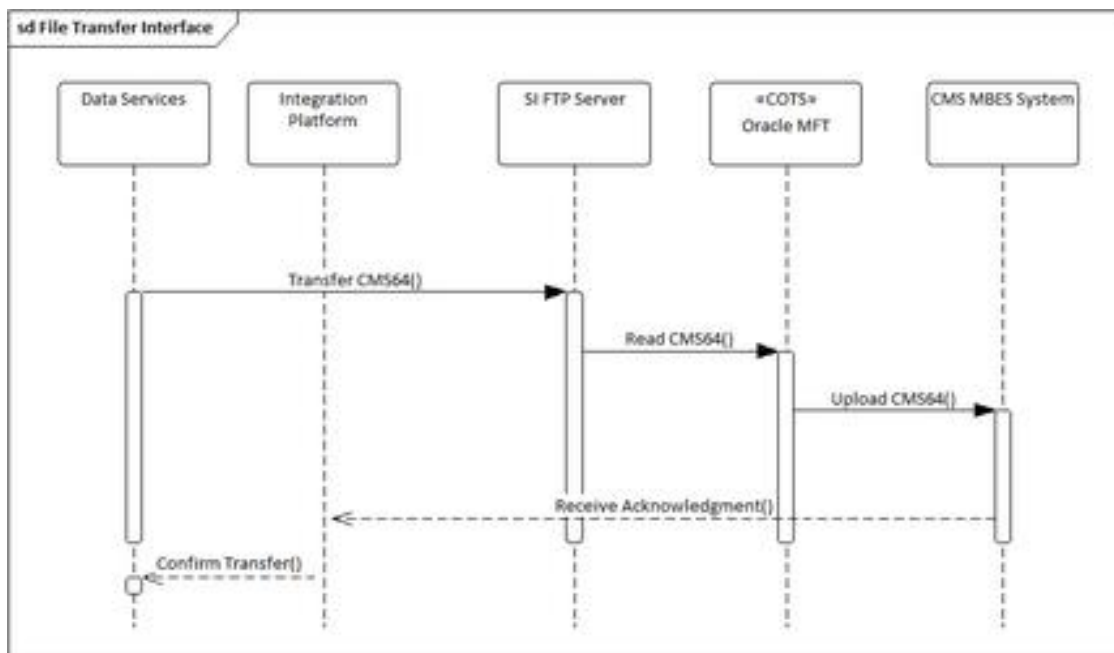 sd File Transfer Interface
Data Services
Integration
Platform
SI FTP Server
«COTS»
Oracle MFT
CMS MBES System
Transfer CMS64()
Read CMS64()
Upload CMS64()
Receive Acknowledgment()
Confirm Transfer()